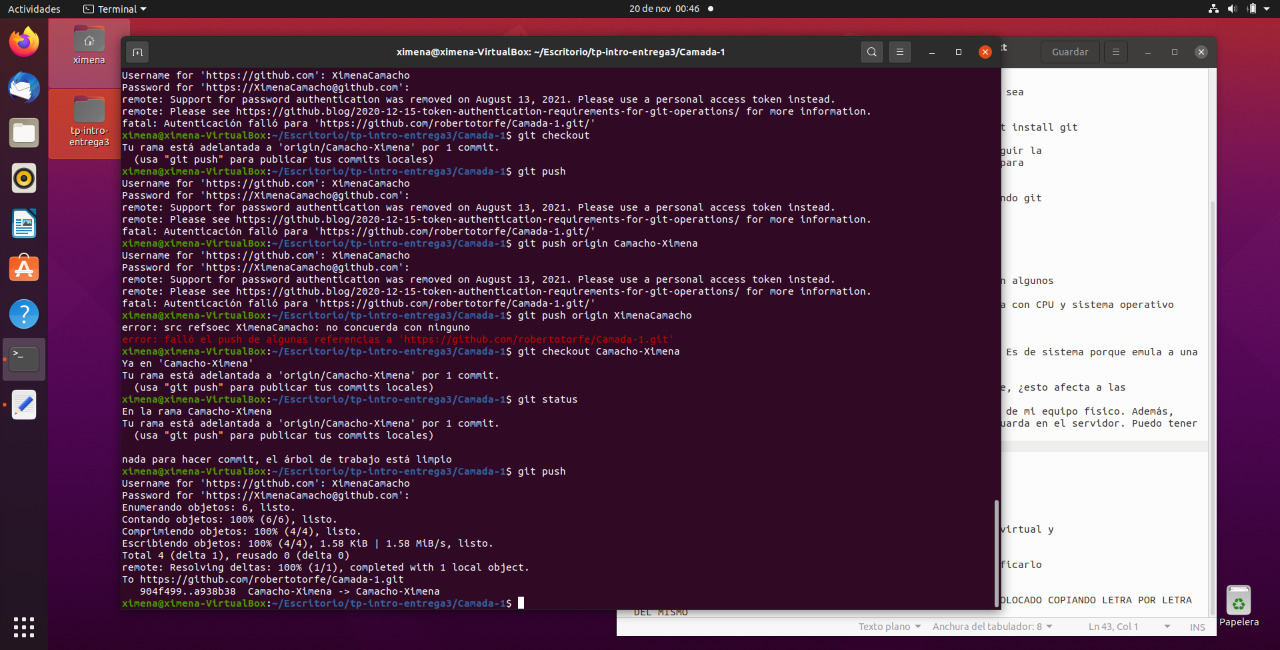 Actividades
Terminal
20 de nov 00:46
ximena
tp-intro-
entrega3
ximena@ximena-VirtualBox: ~/Escritorio/tp-intro-entrega3/Camada-1
Username for 'https://github.com': XimenaCamacho
Password for 'https://XimenaCamacho@github.com':
remote: Support for password authentication was removed on August 13, 2021. Please use a personal access token instead.
remote: Please see https://github.blog/2020-12-15-token-authentication-requirements-for-git-operations/ for more information.
fatal: Autenticación falló para 'https://github.com/robertotorfe/Camada-1.git/'
ximena@ximena-VirtualBox:~/Escritorio/tp-intro-entrega3/Camada-1$ git checkout
Tu rama está adelantada a 'origin/Camacho-Ximena' por 1 commit.
(usa "git push" para publicar tus commits locales)
ximena@ximena-VirtualBox:~/Escritorio/tp-intro-entrega3/Camada-1$ git push
Username for 'https://github.com': XimenaCamacho
Password for 'https://XimenaCamacho@github.com':
remote: Support for password authentication was removed on August 13, 2021. Please use a personal access token instead.
remote: Please see https://github.blog/2020-12-15-token-authentication-requirements-for-git-operations/ for more information.
fatal: Autenticación falló para 'https://github.com/robertotorfe/Camada-1.git/'
ximena@ximena-VirtualBox:~/Escritorio/tp-intro-entrega3/Camada-1$ git push origin Camacho-Ximena
Username for 'https://github.com': XimenaCamacho
Password for 'https://XimenaCamacho@github.com':
remote: Support for password authentication was removed on August 13, 2021. Please use a personal access token instead.
remote: Please see https://github.blog/2020-12-15-token-authentication-requirements-for-git-operations/ for more information.
fatal: Autenticación falló para 'https://github.com/robertotorfe/Camada-1.git/'
ximena@ximena-VirtualBox:~/Escritorio/tp-intro-entrega3/Camada-1$ git push origin XimenaCamacho
error: src refsoec XimenaCamacho: no concuerda con ninguno
error: falló el push de algunas referencias a 'https://github.com/robertotorfe/Camada-1.git'
ximena@ximena-VirtualBox:~/Escritorio/tp-intro-entrega3/Camada-1$ git checkout Camacho-Ximena
Ya en 'Camacho-Ximena'
Tu rama está adelantada a 'origin/Camacho-Ximena' por 1 commit.
(usa "git push" para publicar tus commits locales)
ximena@ximena-VirtualBox:~/Escritorio/tp-intro-entrega3/Camada-1$ git status
En la rama Camacho-Ximena
Tu rama está adelantada a 'origin/Camacho-Ximena' por 1 commit.
(usa "git push" para publicar tus commits locales)
nada para hacer commit, el árbol de trabajo está limpio
ximena@ximena-VirtualBox:~/Escritorio/tp-intro-entrega3/Camada-1$ git push
Username for 'https://github.com': XimenaCamacho
Password for 'https://XimenaCamacho@github.com':
Enumerando objetos: 6, listo.
Contando objetos: 100% (6/6), listo.
Comprimiendo objetos: 100% (4/4), listo.
Escribiendo objetos: 100% (4/4), 1.58 KiB | 1.58 MiB/s, listo.
Total 4 (delta 1), reusado 0 (delta 0)
remote: Resolving deltas: 100% (1/1), completed with 1 local object.
To https://github.com/robertotorfe/Camada-1.git
904f499..a938b38 Camacho-Ximena -> Camacho-Ximena
ximena@ximena-VirtualBox:~/Escritorio/tp-intro-entrega3/Camada-1$
Guardar
sea
t install git
guir la
para
ndo git
n algunos
a con CPU y sistema operativo
Es de sistema porque emula a una
e, ¿esto afecta a las
de mi equipo físico. Además,
uarda en el servidor. Puedo tener
virtual y
ficarlo
OLOCADO COPIANDO LETRA POR LETRA
DEL MISMO
Texto plano
Anchura del tabulador: 8
Ln 43, Col 1
INS
Papelera